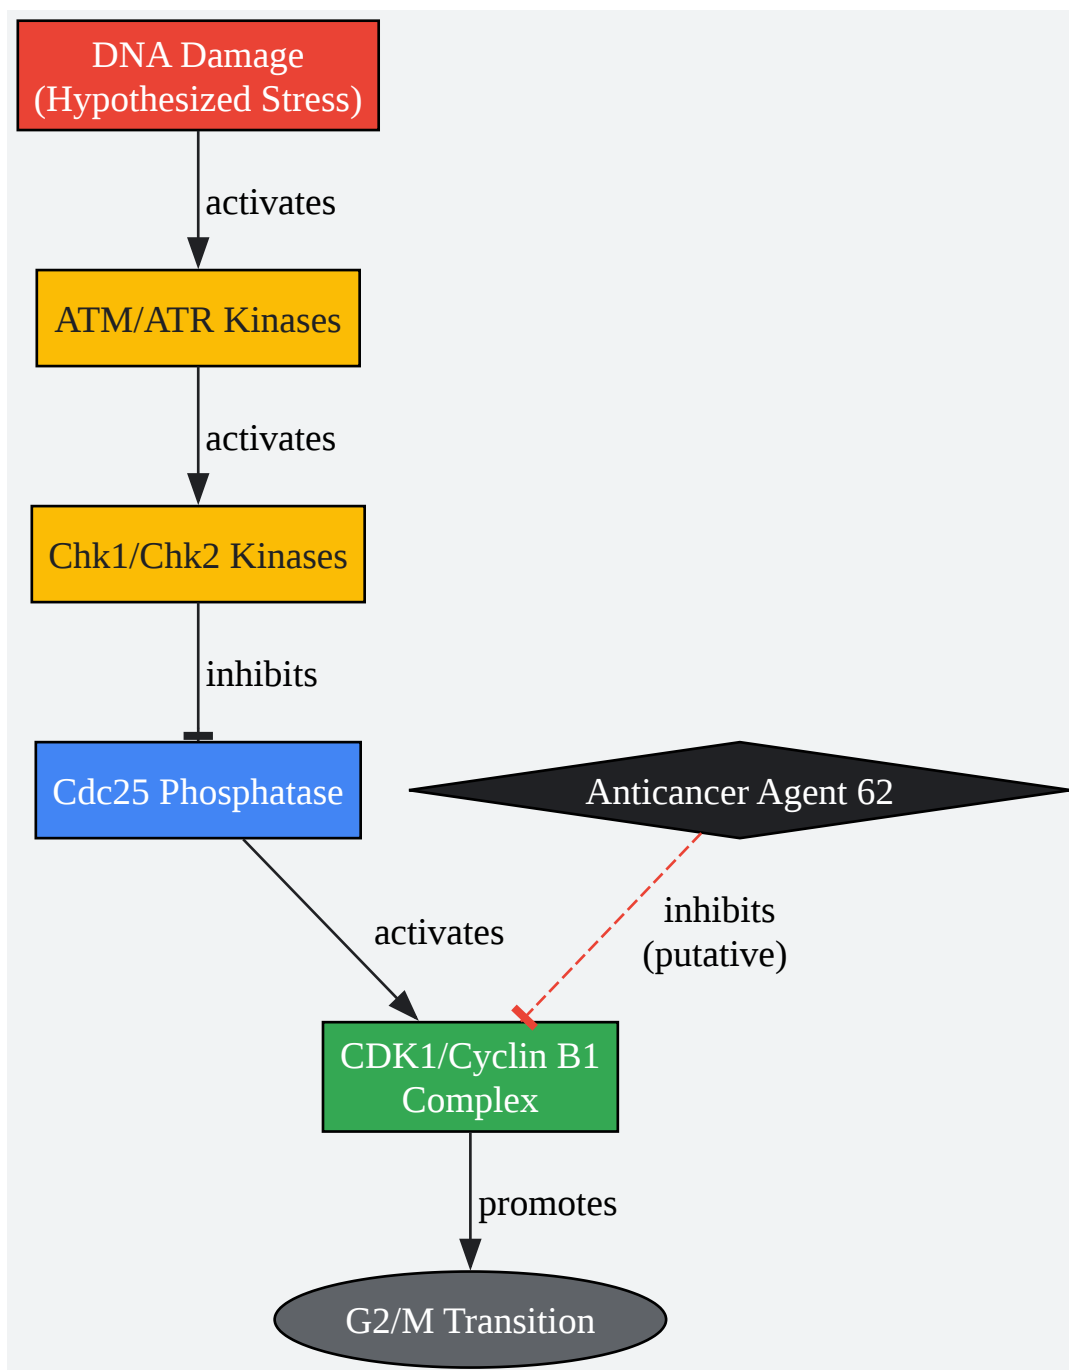 DNA Damage
(Hypothesized Stress)
activates
ATM/ATR Kinases
activates
Chk1/Chk2 Kinases
inhibits
Cdc25 Phosphatase
Anticancer Agent 62
activates
inhibits
(putative)
CDK1/Cyclin B1
Complex
promotes
G2/M Transition